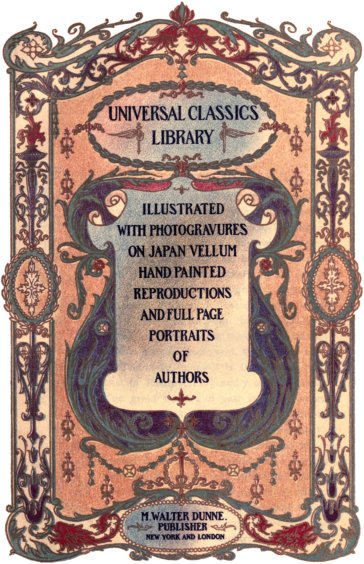 UNIVERSAL CLASSICS
LIBRARY
ILLUSTRATED
WITH PHOTOGRAVURES
ON JAPAN VELLUM
HAND PAINTED
REPRODUCTIONS
AND FULL PAGE
PORTRAITS
OF
AUTHORS
M. WALTER DUNNE,
PUBLISHER
NEW YORK AND LONDON